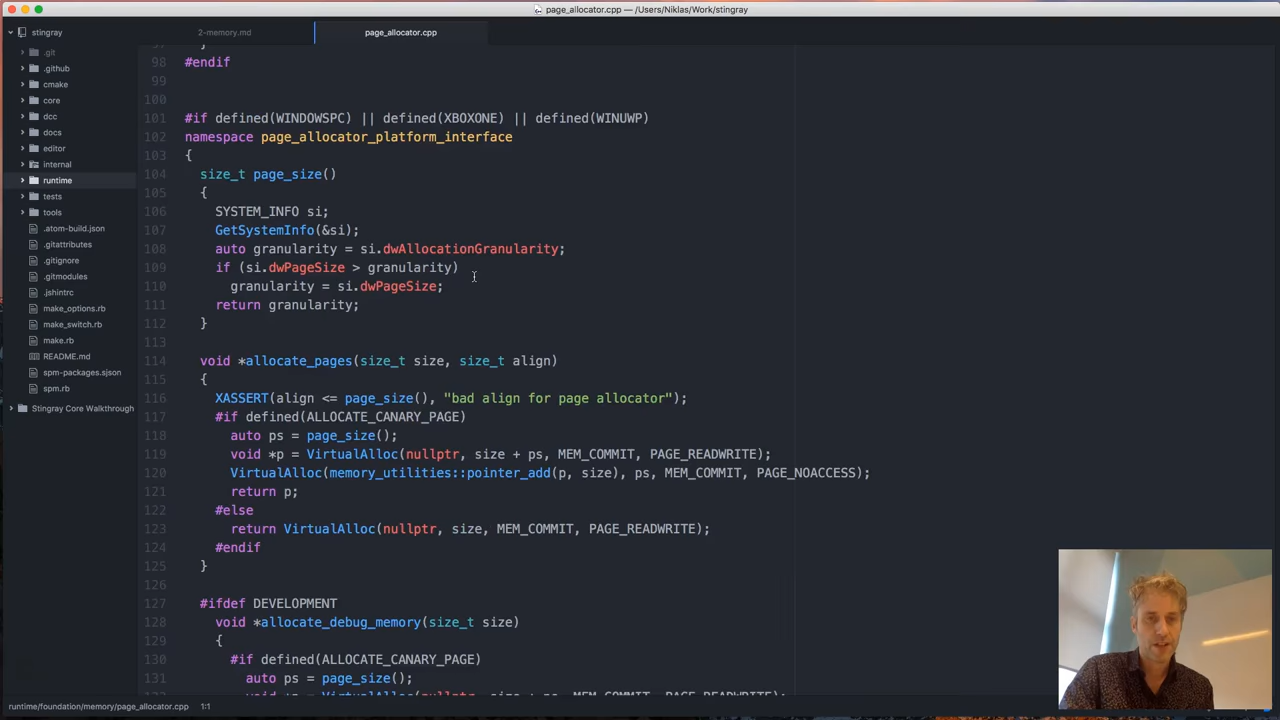 page_allocator.cpp — /Users/Niklas/Work/stingray
stingray
2-memory.md
page_allocator.cpp
.git
.github
cmake
core
dcc
docs
editor
internal
runtime
tests
tools
.atom-build.json
.gitattributes
.gitignore
.gitmodules
.jshintrc
make_options.rb
make_switch.rb
make.rb
README.md
spm-packages.sjson
spm.rb
Stingray Core Walkthrough
97 }
98 #endif
99
100
101 #if defined(WINDOWSPC) || defined(XBOXONE) || defined(WINUWP)
102 namespace page_allocator_platform_interface
103 {
104 size_t page_size()
105 {
106 SYSTEM_INFO si;
107 GetSystemInfo(&si);
108 auto granularity = si.dwAllocationGranularity;
109 if (si.dwPageSize > granularity)
110 granularity = si.dwPageSize;
111 return granularity;
112 }
113
114 void *allocate_pages(size_t size, size_t align)
115 {
116 XASSERT(align <= page_size(), "bad align for page allocator");
117 #if defined(ALLOCATE_CANARY_PAGE)
118 auto ps = page_size();
119 void *p = VirtualAlloc(nullptr, size + ps, MEM_COMMIT, PAGE_READWRITE);
120 VirtualAlloc(memory_utilities::pointer_add(p, size), ps, MEM_COMMIT, PAGE_NOACCESS);
121 return p;
122 #else
123 return VirtualAlloc(nullptr, size, MEM_COMMIT, PAGE_READWRITE);
124 #endif
125 }
126
127 #ifdef DEVELOPMENT
128 void *allocate_debug_memory(size_t size)
129 {
130 #if defined(ALLOCATE_CANARY_PAGE)
131 auto ps = page_size();
132 void *p = VirtualAlloc(nullptr, size + ps, MEM_COMMIT, PAGE_READWRITE);
runtime/foundation/memory/page_allocator.cpp 1:1